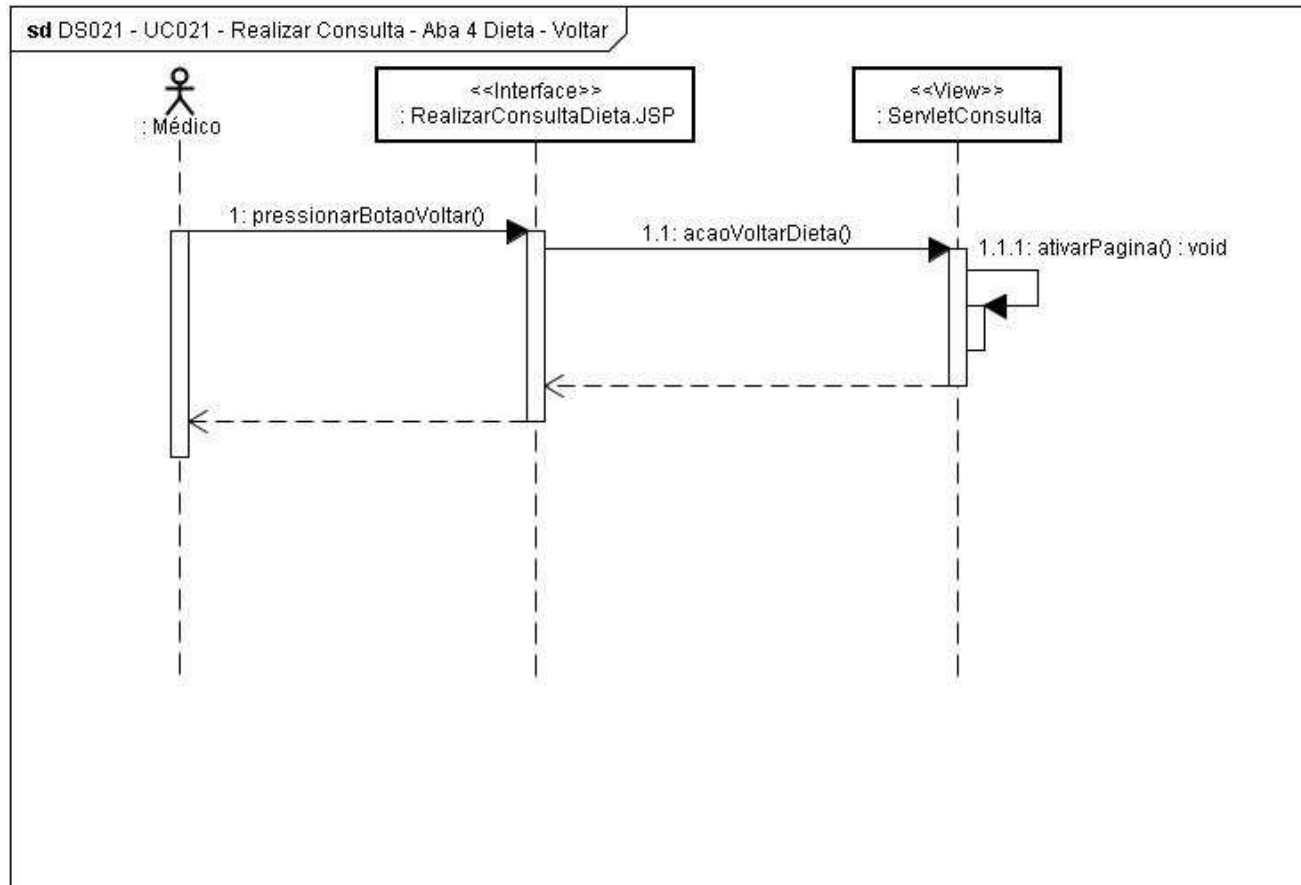 sd DS021 - UC021 - Realizar Consulta - Aba 4 Dieta - Voltar
: Médico
<<Interface>>
: RealizarConsultaDieta.JSP
<<View>>
: ServletConsulta
1: pressionarBotaoVoltar()
1.1: acaoVoltarDieta()
1.1.1: ativarPagina() : void